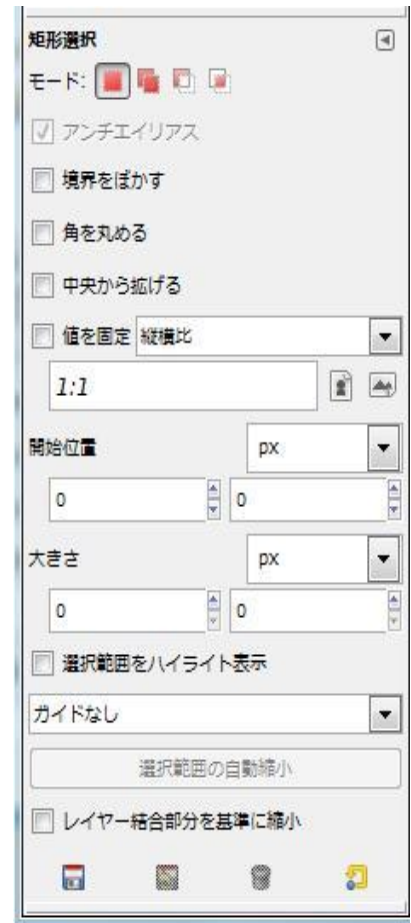 矩形選択
モード:
アンチエイリアス
境界をぼかす
角を丸める
中央から拡げる
値を固定 縦横比
1:1
開始位置 px
0 0
大きさ px
0 0
選択範囲をハイライト表示
ガイドなし
選択範囲の自動縮小
レイヤー結合部分を基準に縮小